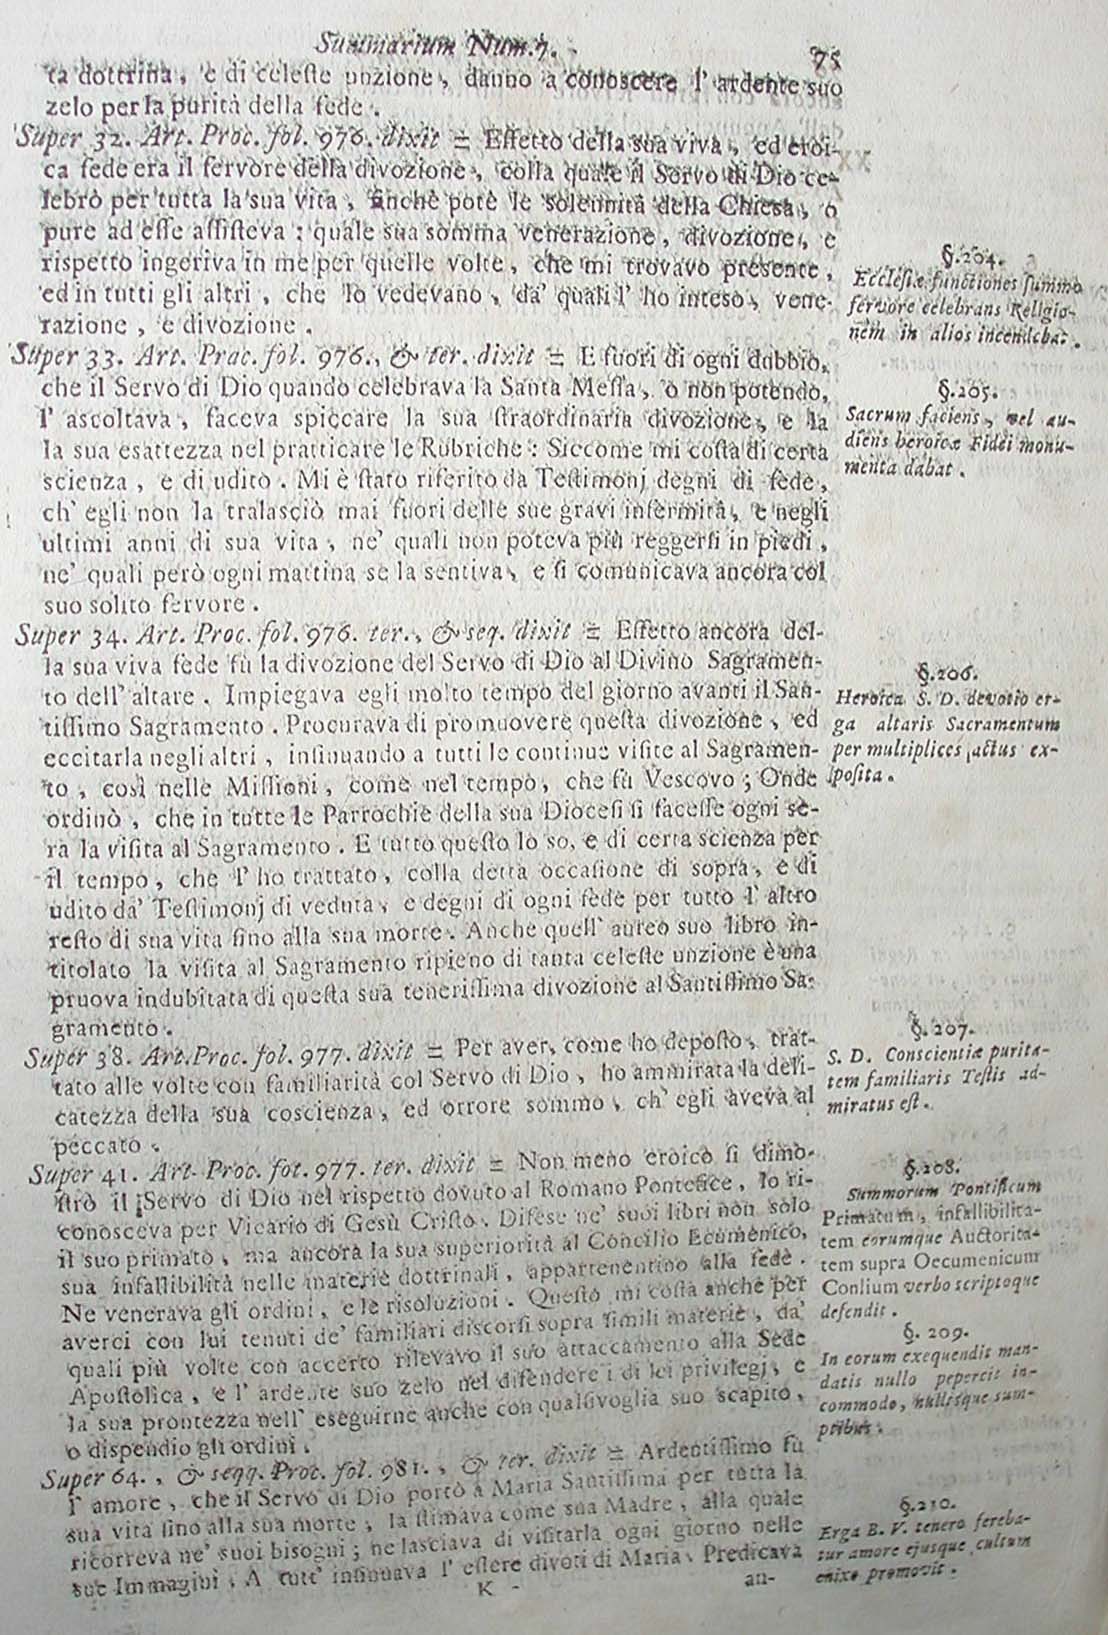 Summarium Num.7.
75
ta dottrina, e di celeſte unzione, danno a conoscere l'ardente suo
zelo per la purità della fede.
Super 32. Art. Proc. fol. 976. dixit = Effetto della sua viva, ed eroi-
ca fede era il fervore della divozione, colla quale il Servo di Dio ce-
lebrò per tutta la sua vita, finchè potè le solennità della Chiesa, o
pure ad eſſe aſſiſteva: quale sua somma venerazione, divozione, e
rispetto ingeriva in me per quelle volte, che mi trovavo presente,
ed in tutti gli altri, che lo vedevano, da' quali l'ho inteso, vene-
razione, e divozione.
§.204.
Eccleſiæ functiones ſummo
fervore celebrans Religio-
nem in alios incendebat.
Super 33. Art. Proc. fol. 976., & ter. dixit = E fuori di ogni dubbio,
che il Servo di Dio quando celebrava la Santa Meſſa, o non potendo,
l'ascoltava, faceva spiccare la sua ſtraordinaria divozione, e la
la sua esattezza nel pratticare le Rubriche: Siccome mi coſta di certa
scienza, e di udito. Mi è ſtato riferito da Teſtimonj degni di fede,
ch'egli non la tralasciò mai fuori delle sue gravi infermità, e negli
ultimi anni di sua vita, ne' quali non poteva più reggerſi in piedi,
ne' quali però ogni mattina se la sentiva, e ſi comunicava ancora col
suo solito fervore.
§.205.
Sacrum faciens, vel au-
diens heroicæ Fidei monu-
menta dabat.
Super 34. Art. Proc. fol. 976. ter., & seq. dixit = Effetto ancora del-
la sua viva fede fù la divozione del Servo di Dio al Divino Sagramen-
to dell'altare. Impiegava egli molto tempo del giorno avanti il San-
tiſſimo Sagramento. Procurava di promuovere queſta divozione, ed
eccitarla negli altri, inſinuando a tutti le continue viſite al Sagramen-
to, così nelle Miſſioni, come nel tempo, che fù Vescovo; Onde
ordinò, che in tutte le Parrochie della sua Dioceſi ſi faceſſe ogni se-
ra la viſita al Sagramento. E tutto queſto lo so, e di certa scienza per
il tempo, che l'ho trattato, colla detta occaſione di sopra, e di
udito da' Teſtimonj di veduta, e degni di ogni fede per tutto l'altro
reſto di sua vita ſino alla sua morte. Anche quell'aureo suo libro in-
titolato la viſita al Sagramento ripieno di tanta celeſte unzione è una
pruova indubitata di queſta sua teneriſſima divozione al Santiſſimo Sa-
gramento.
§.206.
Heroica S. D. devotio er-
ga altaris Sacramentum
per multiplices actus ex-
poſita.
Super 38. Art. Proc. fol. 977. dixit = Per aver, come ho depoſto, trat-
tato alle volte con familiarità col Servo di Dio, ho ammirata la deli-
catezza della sua coscienza, ed orrore sommo, ch'egli aveva al
peccato.
§.207.
S. D. Conscientiæ purita-
tem familiaris Teſtis ad-
miratus eſt.
Super 41. Art. Proc. fot. 977. ter. dixit = Non meno eroico ſi dimo-
ſtrò il Servo di Dio nel rispetto dovuto al Romano Pontefice, lo ri-
conosceva per Vicario di Gesù Criſto. Difese ne' suoi libri non solo
il suo primato, ma ancora la sua superiorità al Concilio Ecumenico,
sua infallibilità nelle materie dottrinali, appartenentino alla fede.
Ne venerava gli ordini, e le risoluzioni. Queſto mi coſta anche per
averci con lui tenuti de' familiari discorſi sopra ſimili materie, da'
quali più volte con accerto rilevavo il suo attaccamento alla Sede
Apoſtolica, e l'ardente suo zelo nel difendere i di lei privilegj, e
la sua prontezza nell'eseguirne anche con qualſivoglia suo scapito,
o dispendio gli ordini.
§.208.
Summorum Pontificum
Primatum, infallibilita-
tem eorumque Auctorita-
tem supra Oecumenicum
Conlium verbo scriptoque
defendit.
§. 209.
In eorum exequendis man-
datis nullo pepercit in-
commodo, nullisque sum-
ptibus.
Super 64., & seqq. Proc. fol. 981., & ter. dixit = Ardentiſſimo fù
l'amore, che il Servo di Dio portò a Maria Santiſſima per tutta la
sua vita ſino alla sua morte, la ſtimava come sua Madre, alla quale
ricorreva ne' suoi bisogni; ne lasciava di viſitarla ogni giorno nelle
sue Immagini. A tutt' inſinuava l'eſſere divoti di Maria. Predicava
§.210.
Erga B. V. tenero fereba-
tur amore ejusque cultum
enixe promovit.
K
an-